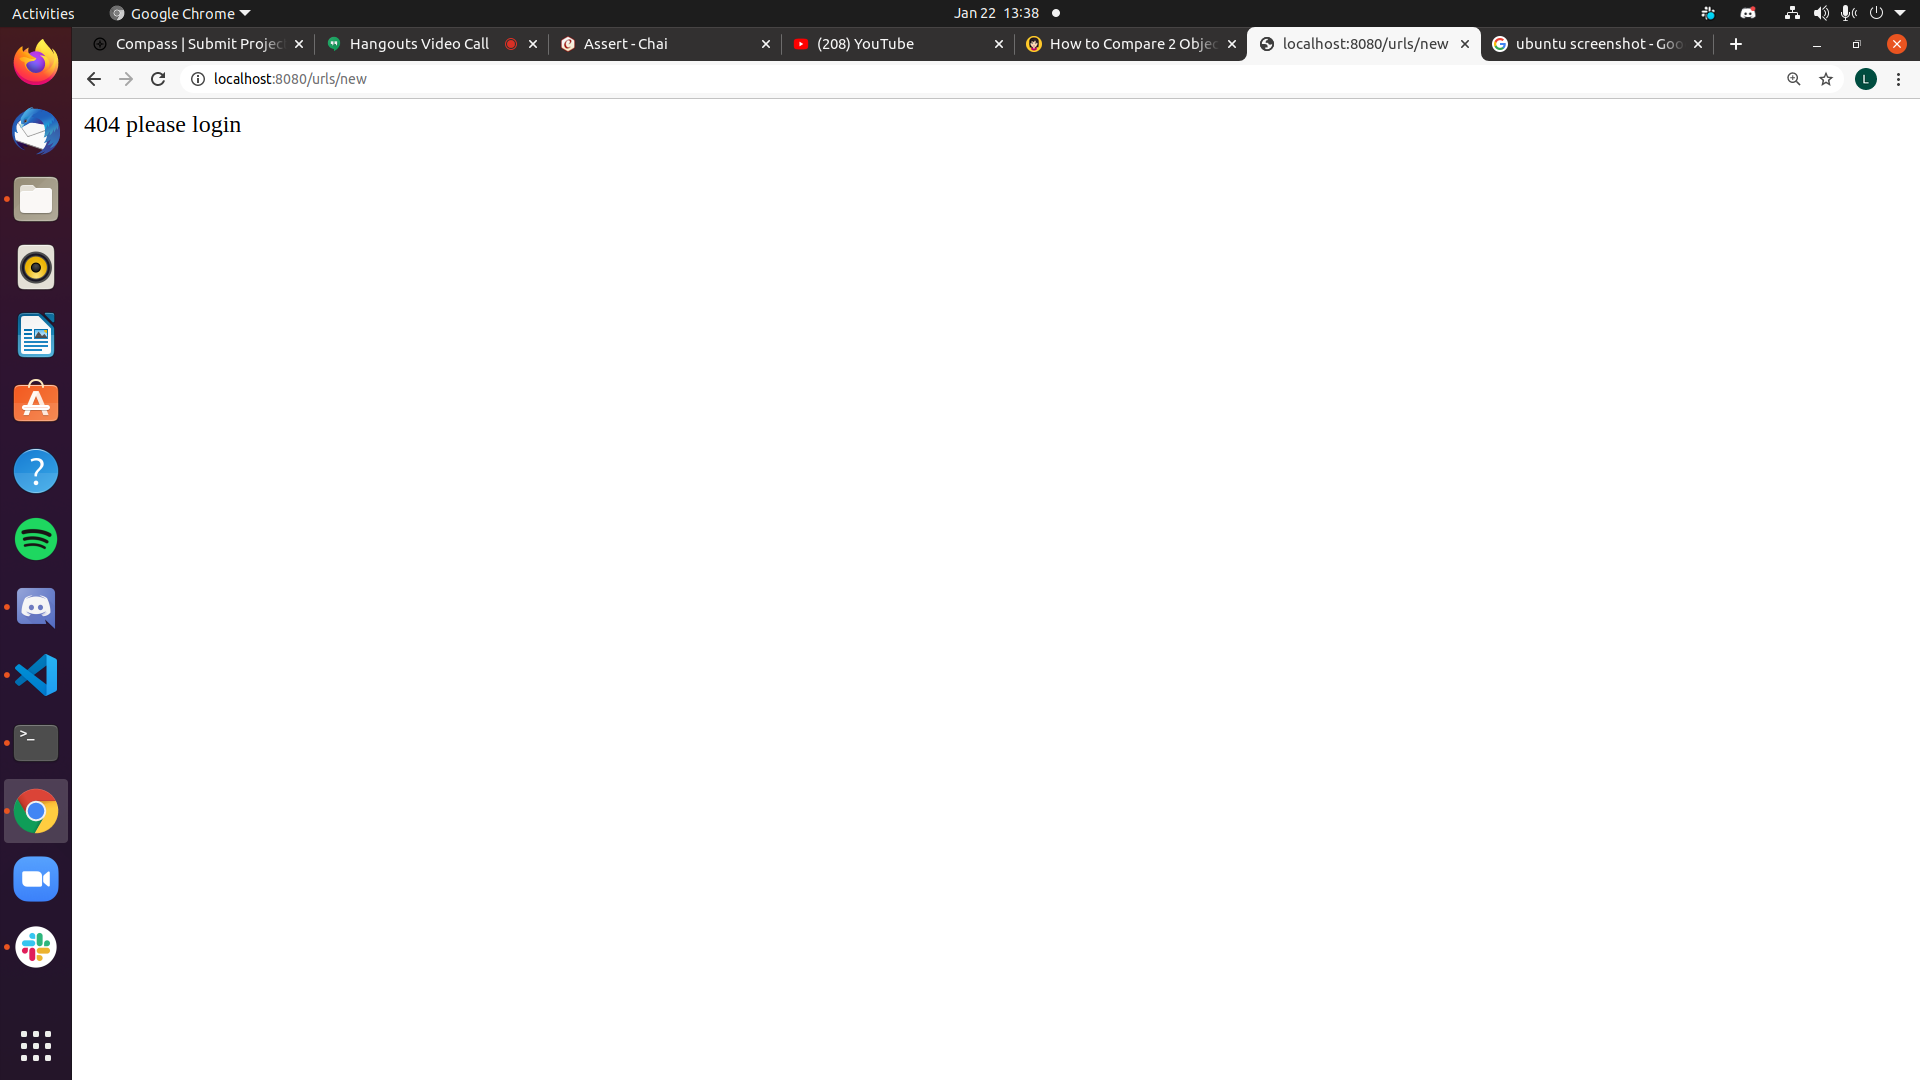 Activities
Google Chrome
Jan 22 13:38
Compass | Submit Projec
Hangouts Video Call
Assert - Chai
(208) YouTube
How to Compare 2 Objec
localhost:8080/urls/new
ubuntu screenshot - Goo
localhost:8080/urls/new
L
404 please login